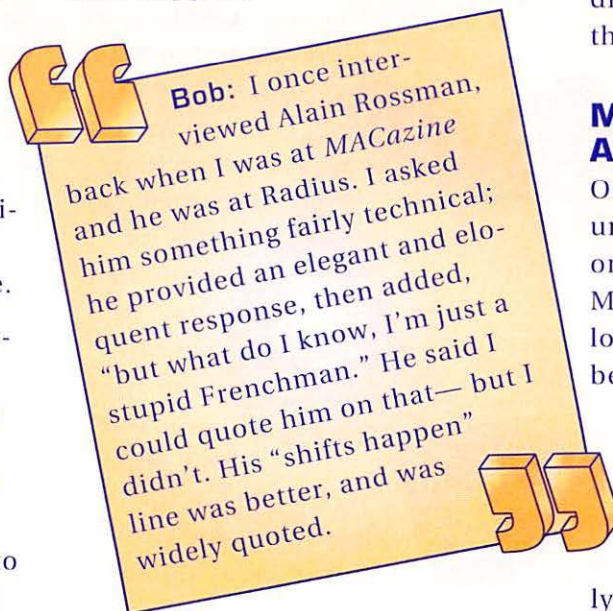 Bob: I once inter-
viewed Alain Rossman,
back when I was at MACazine
and he was at Radius. I asked
him something fairly technical;
he provided an elegant and elo-
quent response, then added,
“but what do I know, I’m just a
stupid Frenchman.” He said I
could quote him on that— but I
didn’t. His “shifts happen”
line was better, and was
widely quoted.